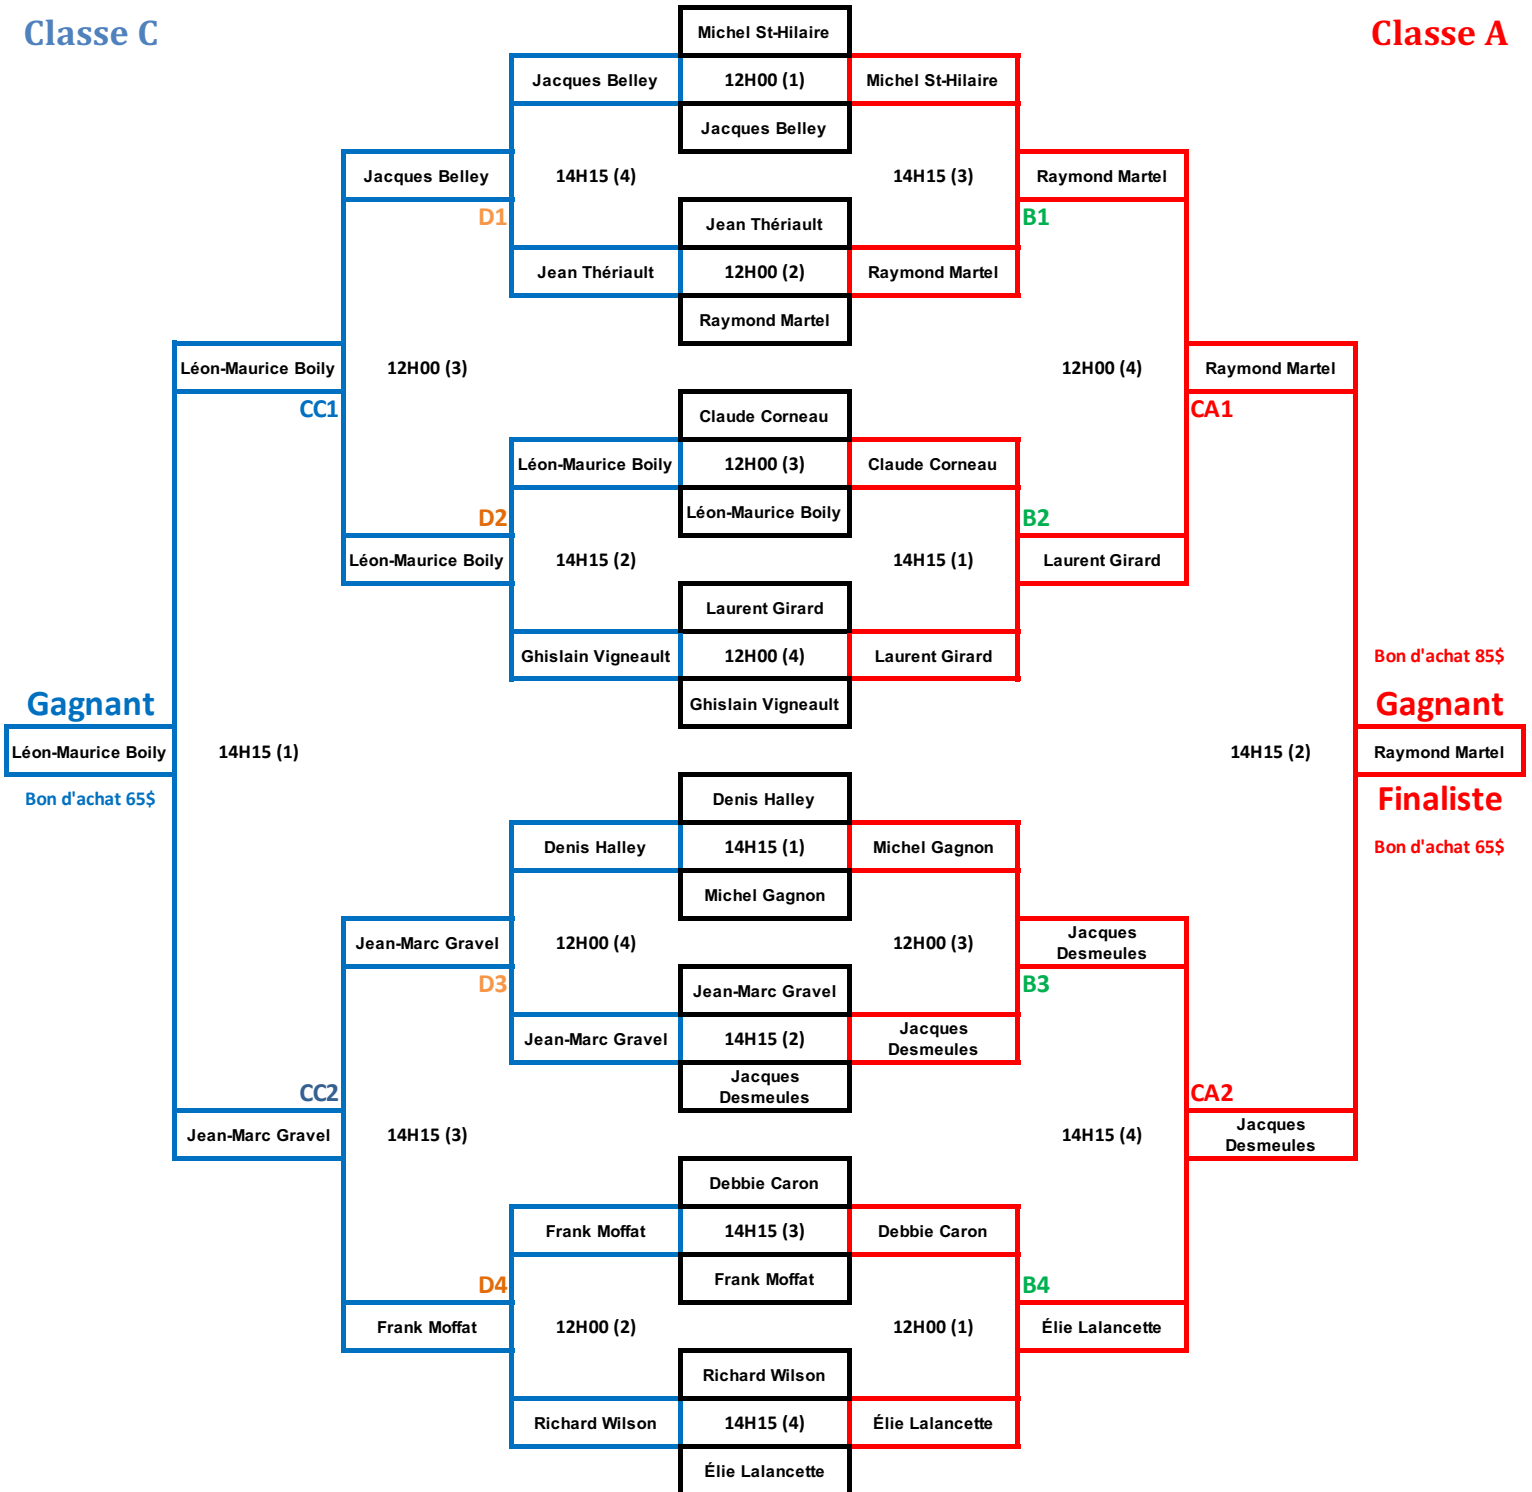 Classe C
Michel St-Hilaire
Classe A
Jacques Belley
12H00 (1)
Michel St-Hilaire
Jacques Belley
Jacques Belley
14H15 (4)
14H15 (3)
Raymond Martel
D1
Jean Thériault
B1
Jean Thériault
12H00 (2)
Raymond Martel
Raymond Martel
Léon-Maurice Boily
12H00 (3)
12H00 (4)
Raymond Martel
CC1
Claude Corneau
CA1
Léon-Maurice Boily
12H00 (3)
Claude Corneau
D2
Léon-Maurice Boily
B2
Léon-Maurice Boily
14H15 (2)
14H15 (1)
Laurent Girard
Laurent Girard
Ghislain Vigneault
12H00 (4)
Laurent Girard
Bon d'achat 85$
Gagnant
Ghislain Vigneault
Gagnant
Léon-Maurice Boily
14H15 (1)
14H15 (2)
Raymond Martel
Bon d'achat 65$
Denis Halley
Finaliste
Denis Halley
14H15 (1)
Michel Gagnon
Bon d'achat 65$
Michel Gagnon
Jean-Marc Gravel
12H00 (4)
12H00 (3)
Jacques
Desmeules
D3
Jean-Marc Gravel
B3
Jean-Marc Gravel
14H15 (2)
Jacques
Desmeules
Jacques
Desmeules
CC2
CA2
Jean-Marc Gravel
14H15 (3)
14H15 (4)
Jacques
Desmeules
Debbie Caron
Frank Moffat
14H15 (3)
Debbie Caron
D4
Frank Moffat
B4
Frank Moffat
12H00 (2)
12H00 (1)
Élie Lalancette
Richard Wilson
Richard Wilson
14H15 (4)
Élie Lalancette
Élie Lalancette